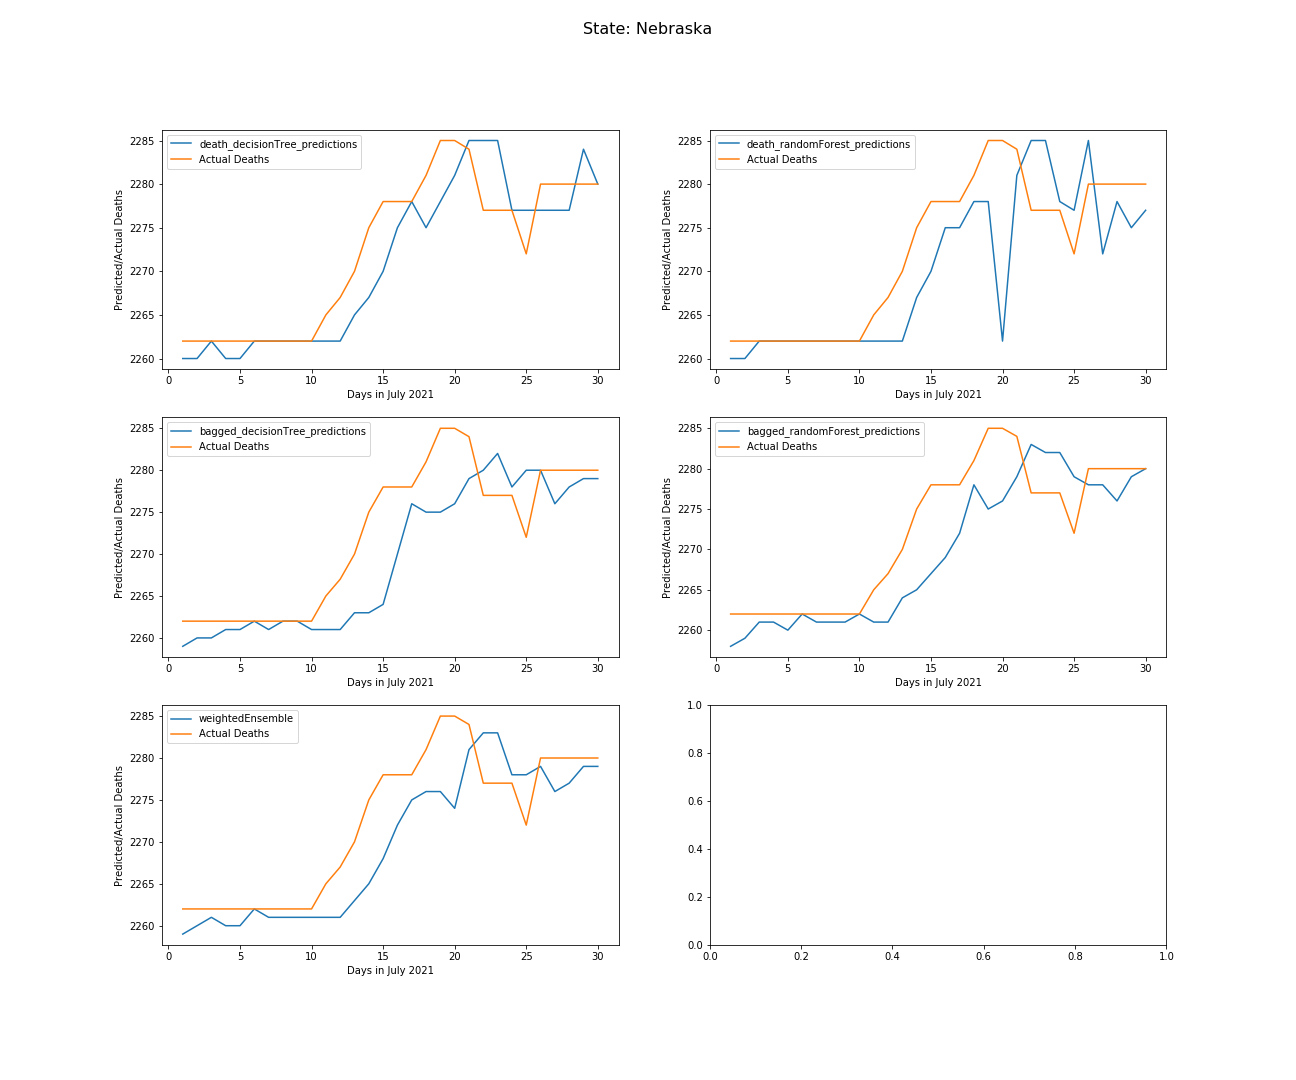 State: Nebraska
death_decisionTree_predictions
Actual Deaths
Predicted/Actual Deaths
2285
2280
2275
2270
2265
2260
0 5 10 15 20 25 30
Days in July 2021
death_randomForest_predictions
Actual Deaths
Predicted/Actual Deaths
2285
2280
2275
2270
2265
2260
0 5 10 15 20 25 30
Days in July 2021
bagged_decisionTree_predictions
Actual Deaths
Predicted/Actual Deaths
2285
2280
2275
2270
2265
2260
0 5 10 15 20 25 30
Days in July 2021
bagged_randomForest_predictions
Actual Deaths
Predicted/Actual Deaths
2285
2280
2275
2270
2265
2260
0 5 10 15 20 25 30
Days in July 2021
weightedEnsemble
Actual Deaths
Predicted/Actual Deaths
2285
2280
2275
2270
2265
2260
0 5 10 15 20 25 30
Days in July 2021
1.0
0.8
0.6
0.4
0.2
0.0
0.0 0.2 0.4 0.6 0.8 1.0